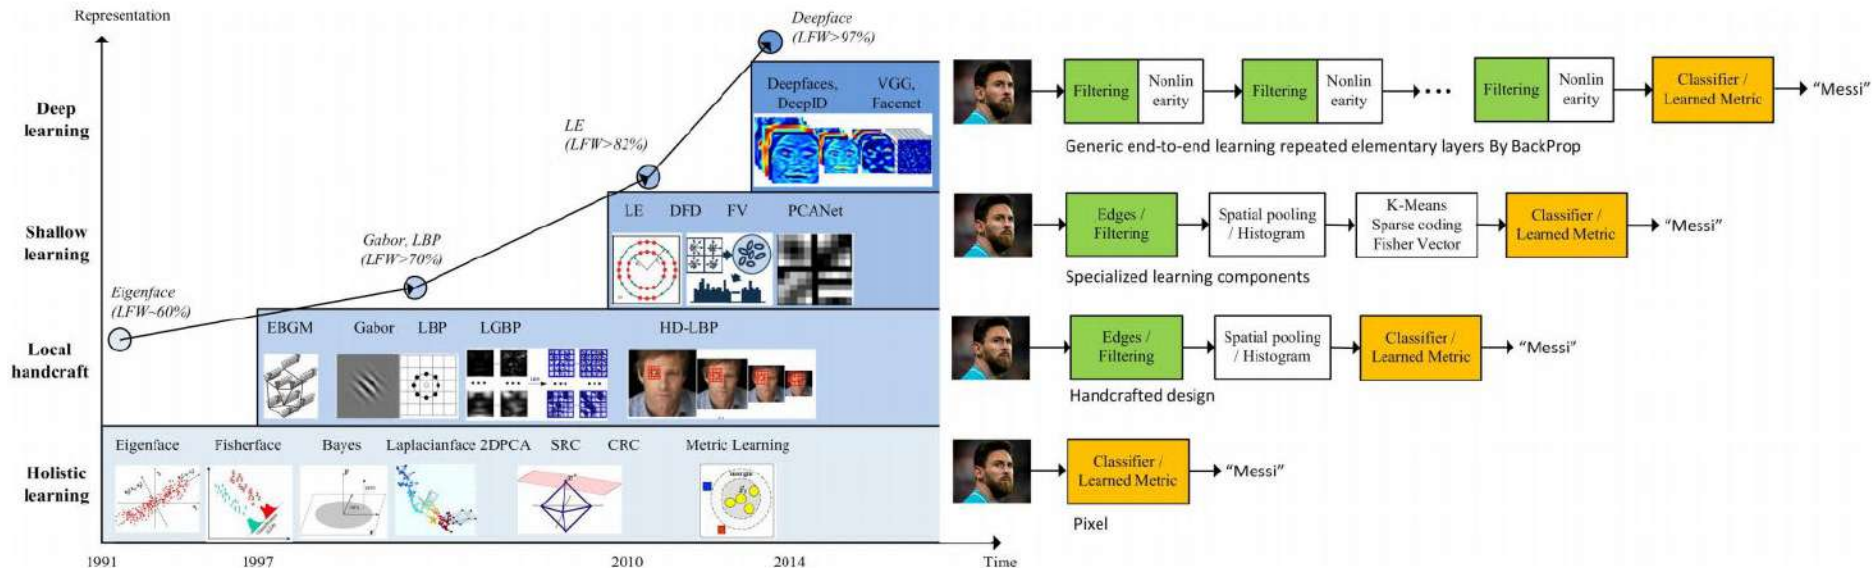 Representation
Deep
learning
Shallow
learning
Local
handcraft
Holistic
learning
Eigenface
(LFW~60%)
Gabor, LBP
(LFW>70%)
LE
(LFW>82%)
Deepface
(LFW>97%)
Deepfaces,
DeepID
VGG,
Facenet
LE DFD FV PCANet
EBGM Gabor LBP LGBP HD-LBP
Eigenface Fisherface Bayes Laplacianface 2DPCA SRC CRC Metric Learning
1991 1997 2010 2014 Time
Filtering
Nonlin
earity
Filtering
Nonlin
earity
•••
Filtering
Nonlin
earity
Classifier /
Learned Metric
"Messi"
Generic end-to-end learning repeated elementary layers By BackProp
Edges /
Filtering
Spatial pooling
/ Histogram
K-Means
Sparse coding
Fisher Vector
Classifier /
Learned Metric
"Messi"
Specialized learning components
Edges /
Filtering
Spatial pooling
/ Histogram
Classifier /
Learned Metric
"Messi"
Handcrafted design
Classifier /
Learned Metric
"Messi"
Pixel